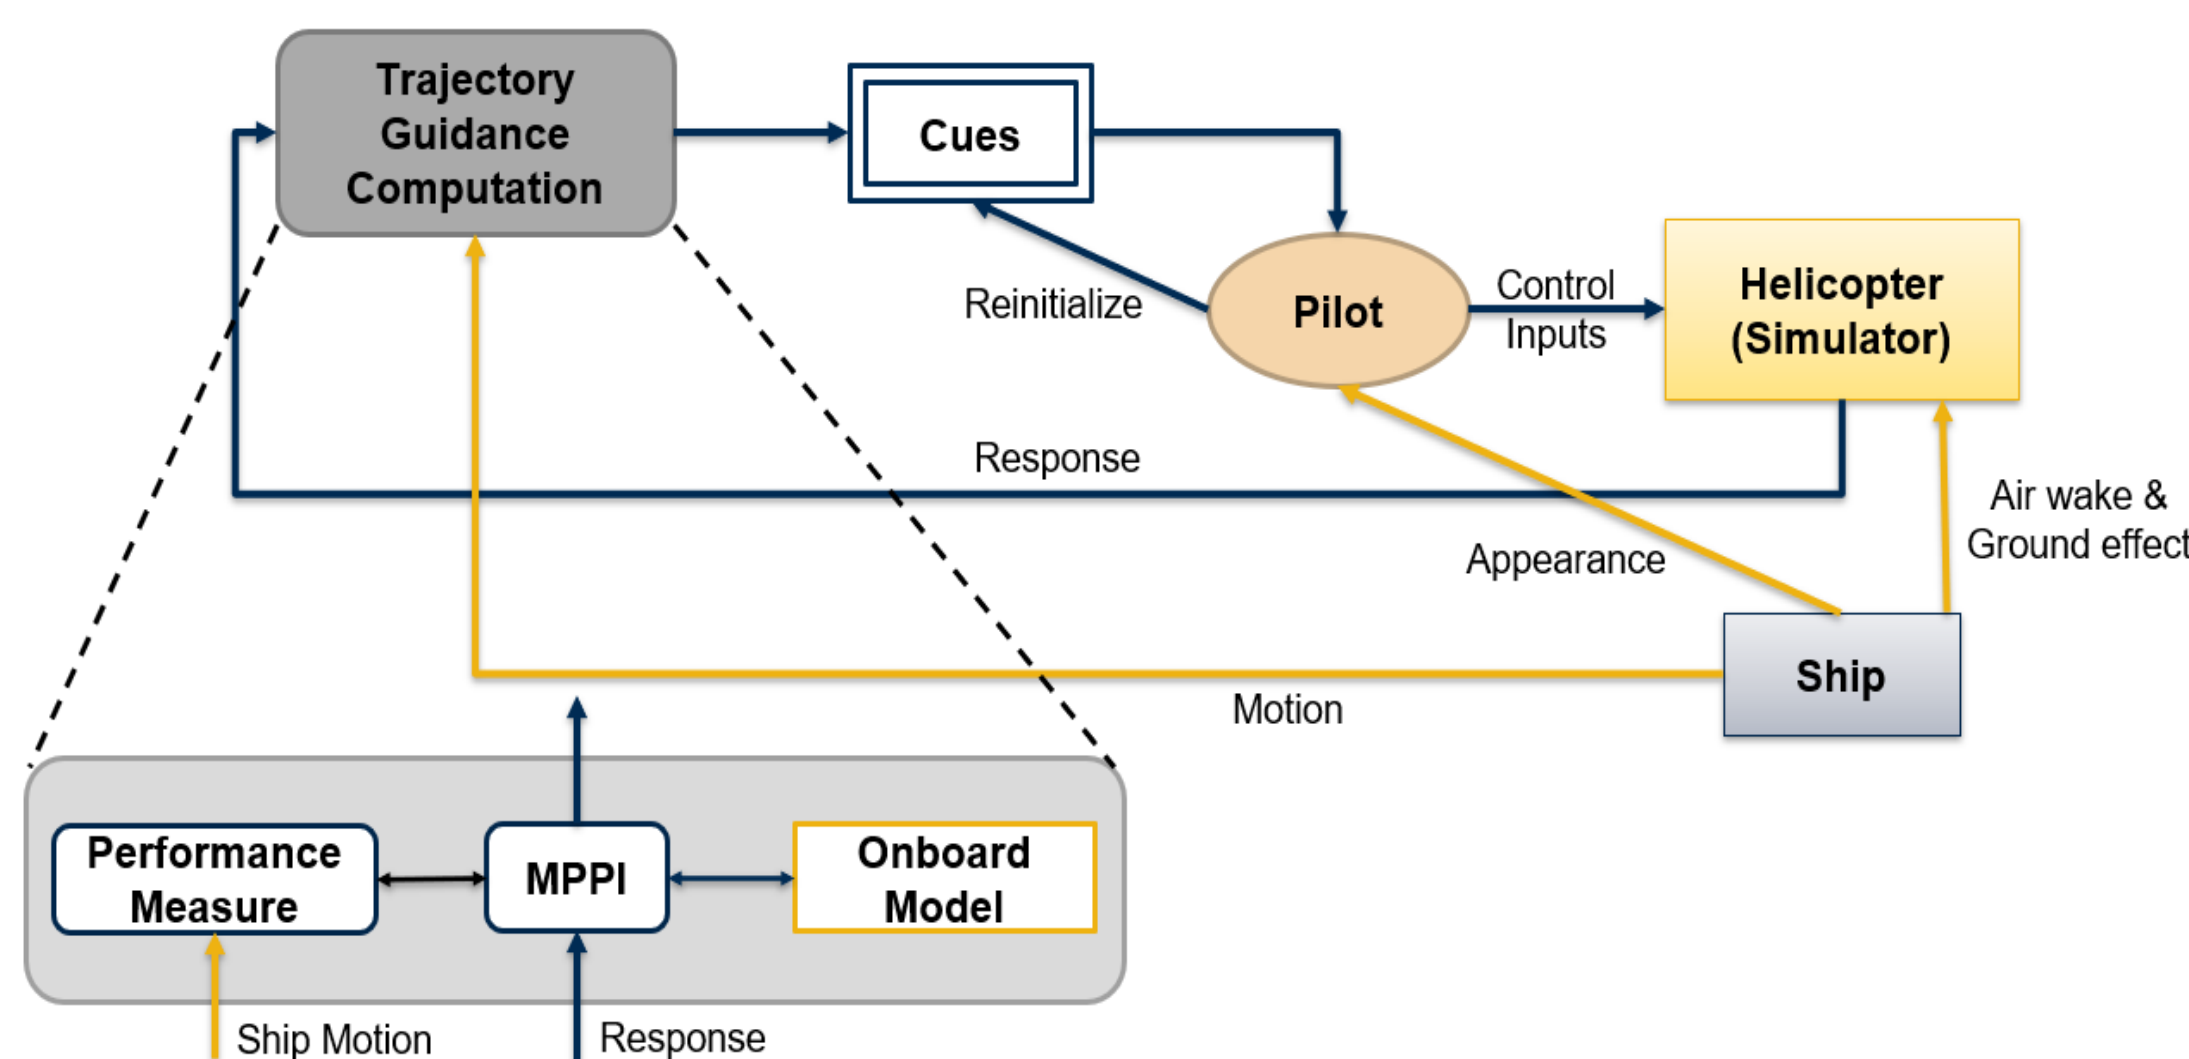 Trajectory
Guidance
Computation
Cues
Reinitialize
Pilot
Control
Inputs
Helicopter
(Simulator)
Response
Appearance
Air wake &
Ground effect
Motion
Ship
Performance
Measure
MPPI
Onboard
Model
Ship Motion
Response